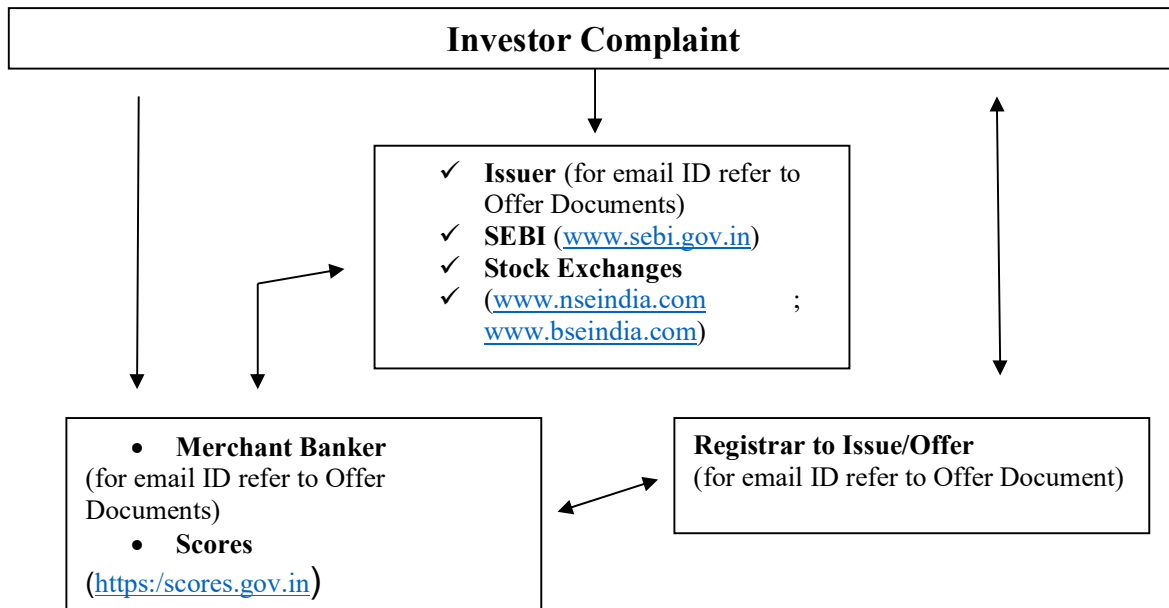 Investor Complaint
✓ Issuer (for email ID refer to
Offer Documents)
✓ SEBI (www.sebi.gov.in)
✓ Stock Exchanges
✓ (www.nseindia.com ;
www.bseindia.com)
• Merchant Banker
(for email ID refer to Offer
Documents)
• Scores
(https:/scores.gov.in)
Registrar to Issue/Offer
(for email ID refer to Offer Document)